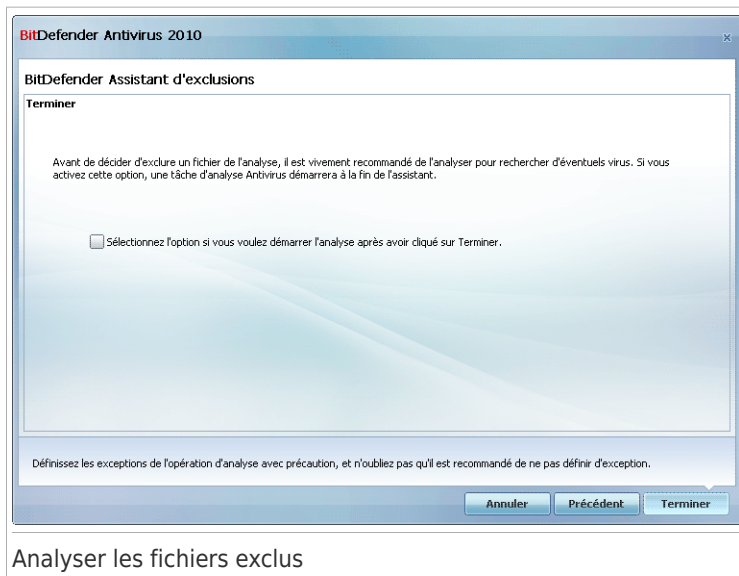 BitDefender Antivirus 2010
BitDefender Assistant d'exclusions
Terminer
Avant de décider d'exclure un fichier de l'analyse, il est vivement recommandé de l'analyser pour rechercher d'éventuels virus. Si vous
activez cette option, une tâche d'analyse Antivirus démarrera à la fin de l'assistant.
Sélectionnez l'option si vous voulez démarrer l'analyse après avoir cliqué sur Terminer.
Définissez les exceptions de l'opération d'analyse avec précaution, et n'oubliez pas qu'il est recommandé de ne pas définir d'exception.
Annuler Précédent Terminer
Analyser les fichiers exclus